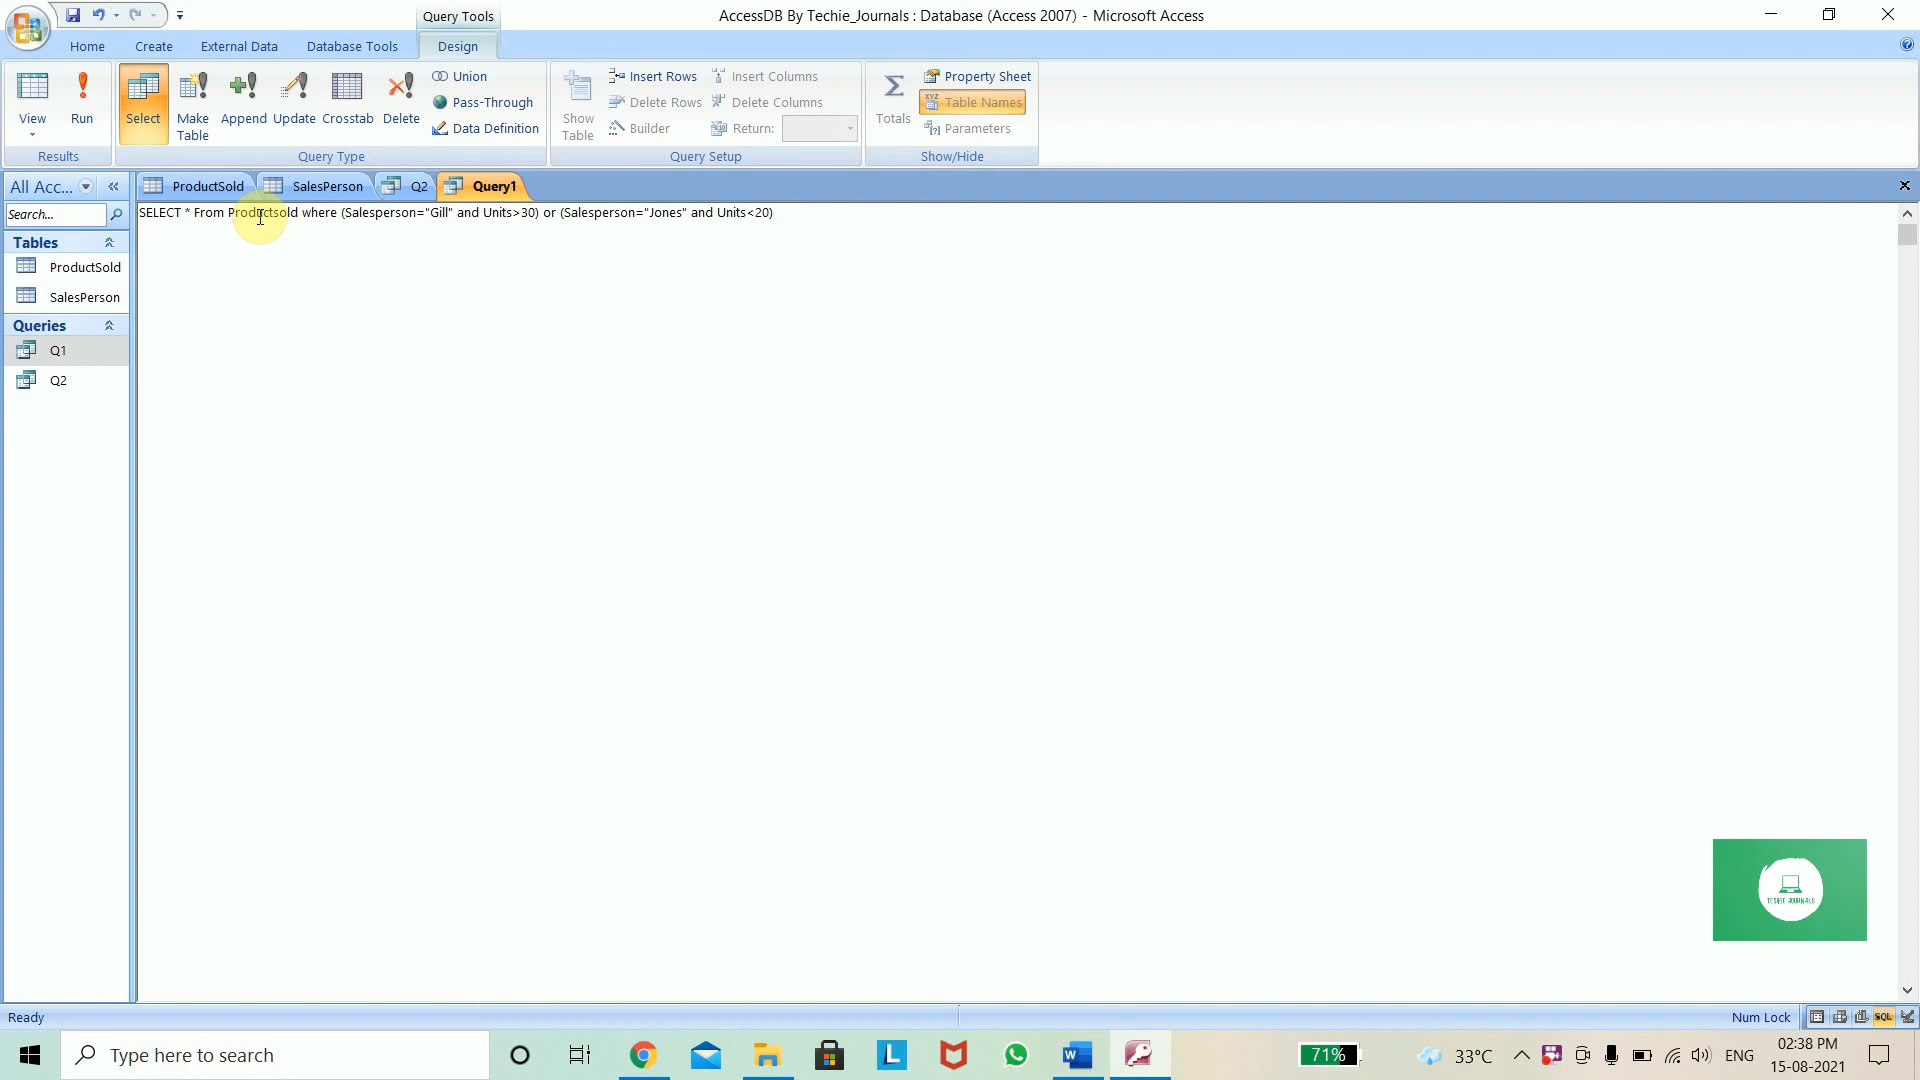 Query Tools
AccessDB By Techie_Journals : Database (Access 2007) - Microsoft Access
Home
Create
External Data
Database Tools
Design
View
Run
Select
Make Table
Append
Update
Crosstab
Delete
Union
Pass-Through
Data Definition
Show Table
Insert Rows
Delete Rows
Builder
Insert Columns
Delete Columns
Return:
Totals
Property Sheet
Table Names
Parameters
Results
Query Type
Query Setup
Show/Hide
All Acc...
ProductSold
SalesPerson
Q2
Query1
Search...
SELECT * From Productsold where (Salesperson="Gill" and Units>30) or (Salesperson="Jones" and Units<20)
Tables
ProductSold
SalesPerson
Queries
Q1
Q2
TECHIE JOURNALS
Ready
Num Lock
SQL
Type here to search
71%
33°C
ENG
02:38 PM
15-08-2021